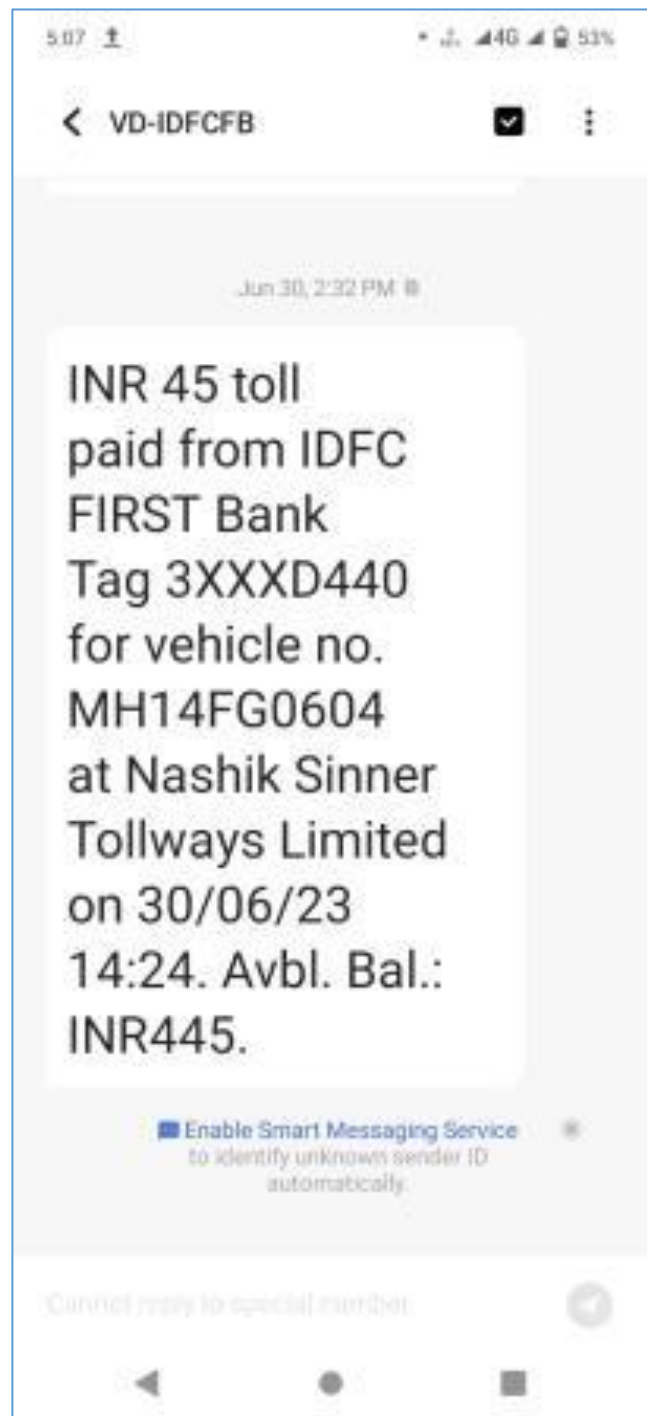 5:07
4G 53%
VD-IDFCFB
Jun 30, 2:32 PM
INR 45 toll
paid from IDFC
FIRST Bank
Tag 3XXXD440
for vehicle no.
MH14FG0604
at Nashik Sinner
Tollways Limited
on 30/06/23
14:24. Avbl. Bal.:
INR445.
Enable Smart Messaging Service
to identify unknown sender ID
automatically.
Cannot reply to special number